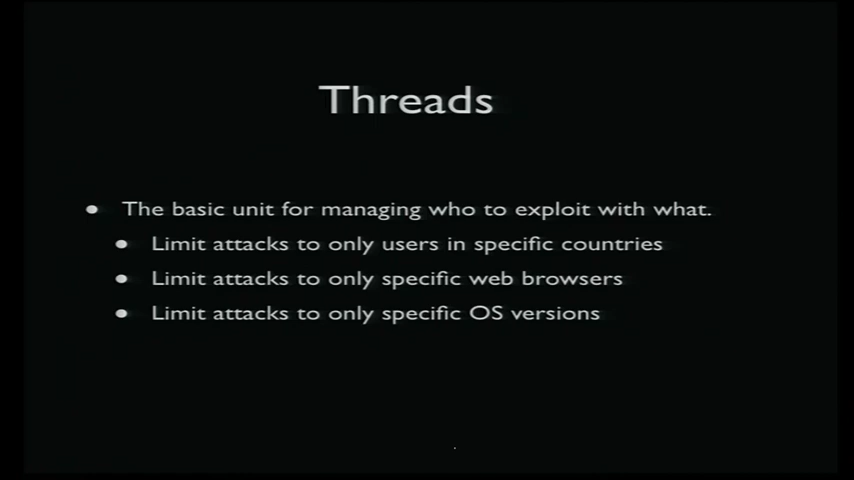 Threads
The basic unit for managing who to exploit with what.
Limit attacks to only users in specific countries
Limit attacks to only specific web browsers
Limit attacks to only specific OS versions